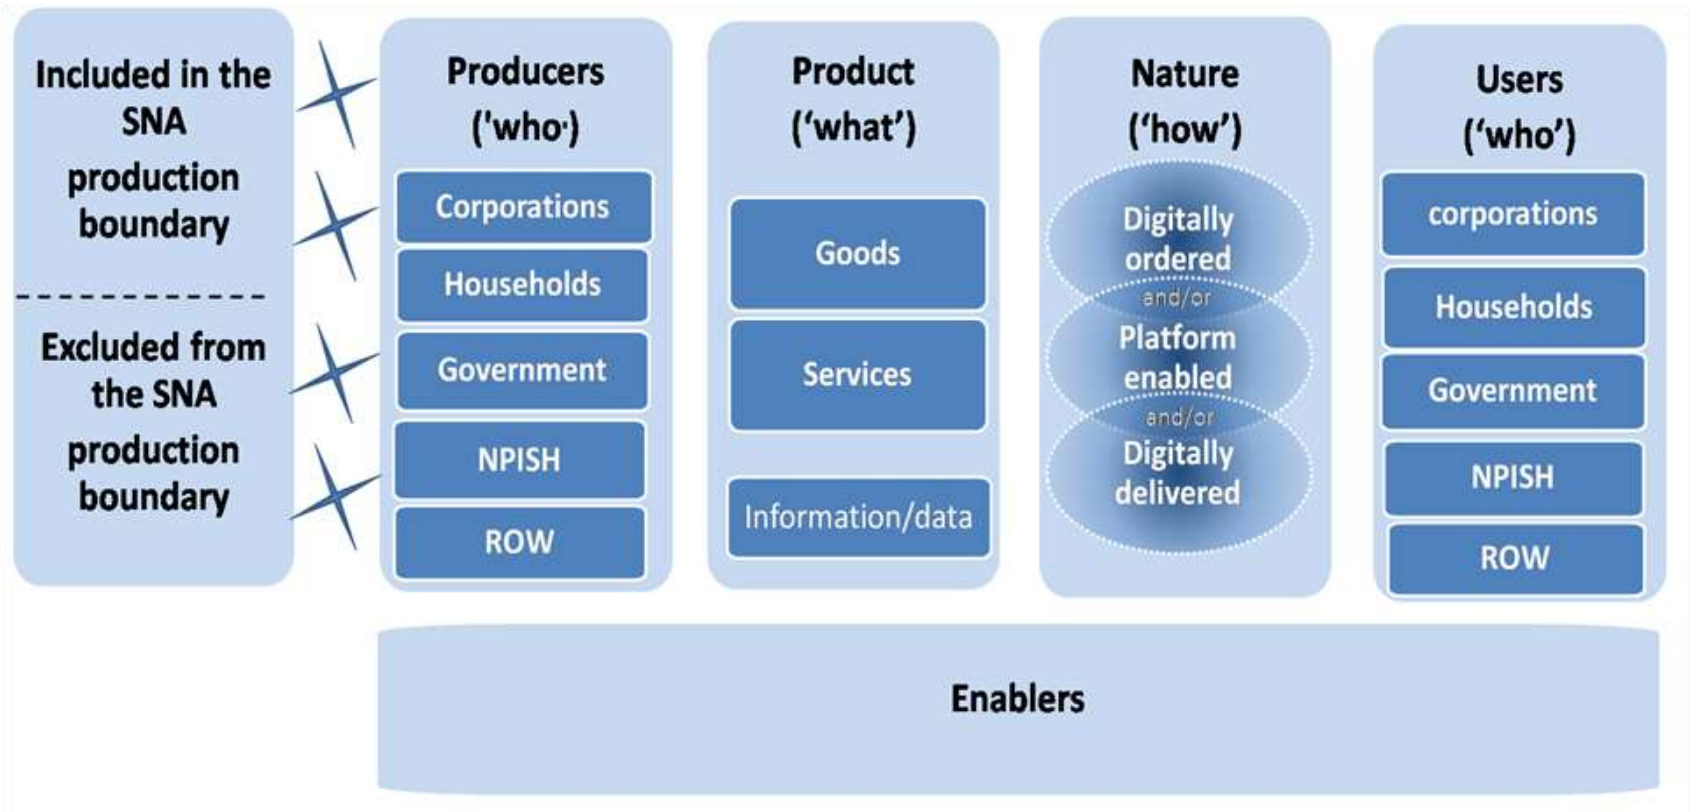 Included in the
SNA
production
boundary
Excluded from
the SNA
production
boundary
Producers
('who')
Corporations
Households
Government
NPISH
ROW
Product
(‘what’)
Goods
Services
Information/data
Nature
(‘how’)
Digitally
ordered
and/or
Platform
enabled
and/or
Digitally
delivered
Users
(‘who’)
corporations
Households
Government
NPISH
ROW
Enablers